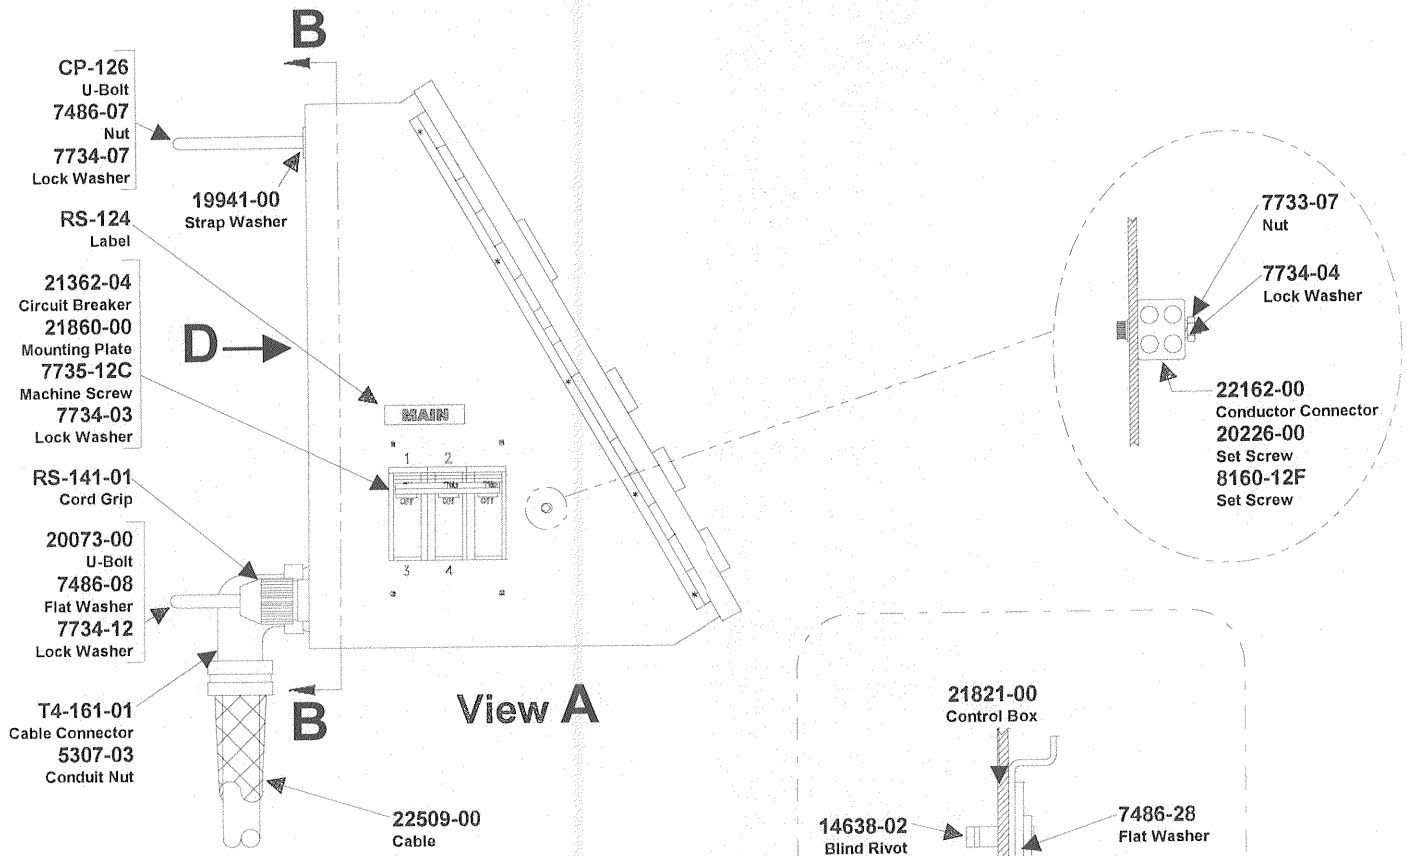 B
CP-126
U-Bolt
7486-07
Nut
7734-07
Lock Washer
19941-00
Strap Washer
RS-124
Label
21362-04
Circuit Breaker
21860-00
Mounting Plate
7735-12C
Machine Screw
7734-03
Lock Washer
D
MAIN
1 2
OFF OFF OFF
3 4
RS-141-01
Cord Grip
20073-00
U-Bolt
7486-08
Flat Washer
7734-12
Lock Washer
T4-161-01
Cable Connector
5307-03
Conduit Nut
B
View A
22509-00
Cable
7733-07
Nut
7734-04
Lock Washer
22162-00
Conductor Connector
20226-00
Set Screw
8160-12F
Set Screw
21821-00
Control Box
14638-02
Blind Rivot
7486-28
Flat Washer